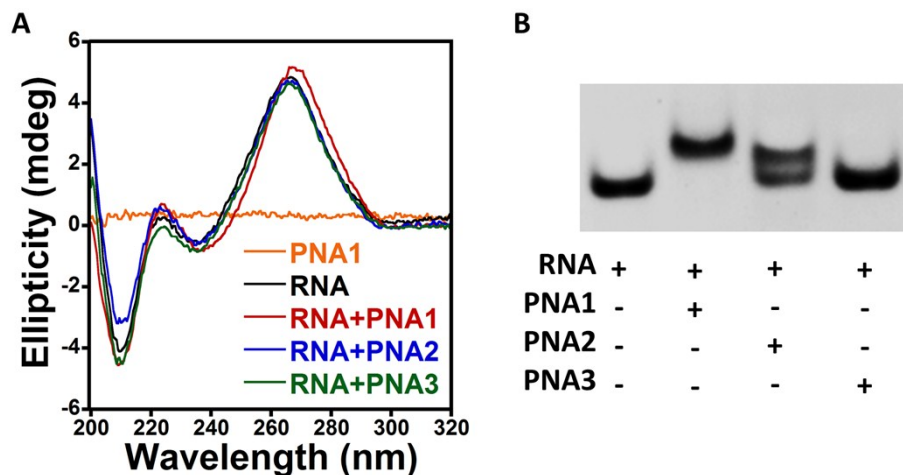 A
Ellipticity (mdeg)
6
4
2
0
-2
-4
-6
PNA1
RNA
RNA+PNA1
RNA+PNA2
RNA+PNA3
200 220 240 260 280 300 320
Wavelength (nm)
B
RNA + + + +
PNA1 - + - -
PNA2 - - + -
PNA3 - - - +